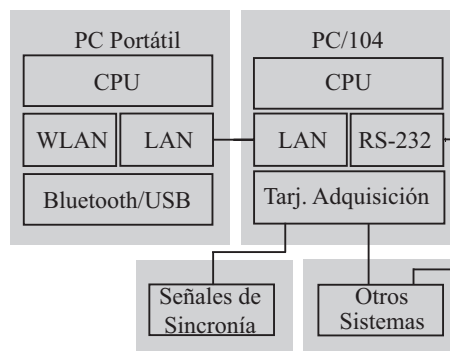 PC Portátil
CPU
WLAN
LAN
Bluetooth/USB
PC/104
CPU
LAN
RS-232
Tarj. Adquisición
Señales de
Sincronía
Otros
Sistemas